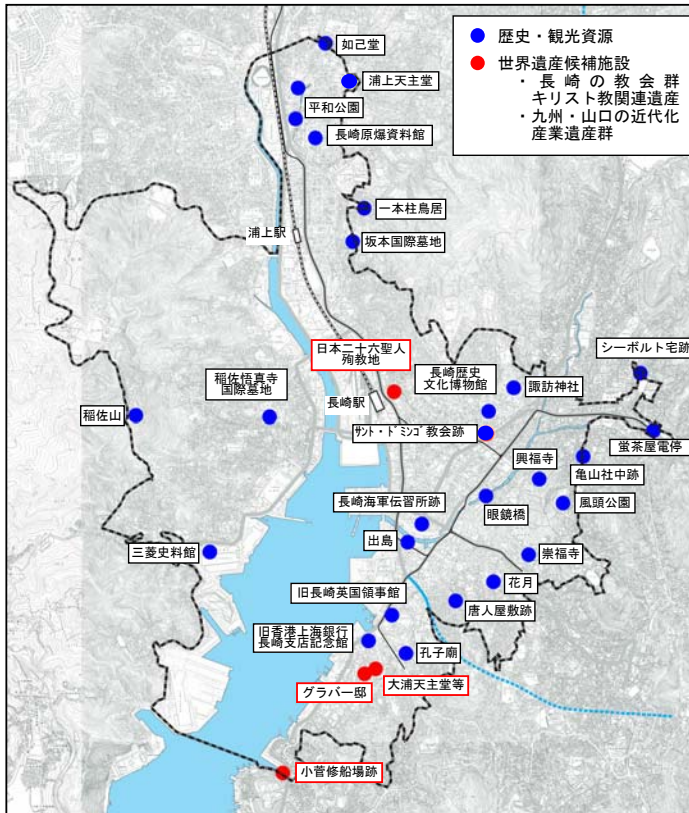 歴史・観光資源
世界遺産候補施設
・長崎の教会群
キリスト教関連遺産
・九州・山口の近代化
産業遺産群
如己堂
浦上天主堂
平和公園
長崎原爆資料館
一本柱鳥居
浦上駅
坂本国際墓地
日本二十六聖人
殉教地
長崎歴史
文化博物館
シーボルト宅跡
諏訪神社
稲佐悟真寺
国際墓地
長崎駅
稲佐山
サント・ドミンゴ教会跡
蛍茶屋電停
興福寺
亀山社中跡
眼鏡橋
風頭公園
長崎海軍伝習所跡
出島
三菱史料館
崇福寺
花月
旧長崎英国領事館
唐人屋敷跡
旧香港上海銀行
長崎支店記念館
孔子廟
大浦天主堂等
グラバー邸
小菅修船場跡